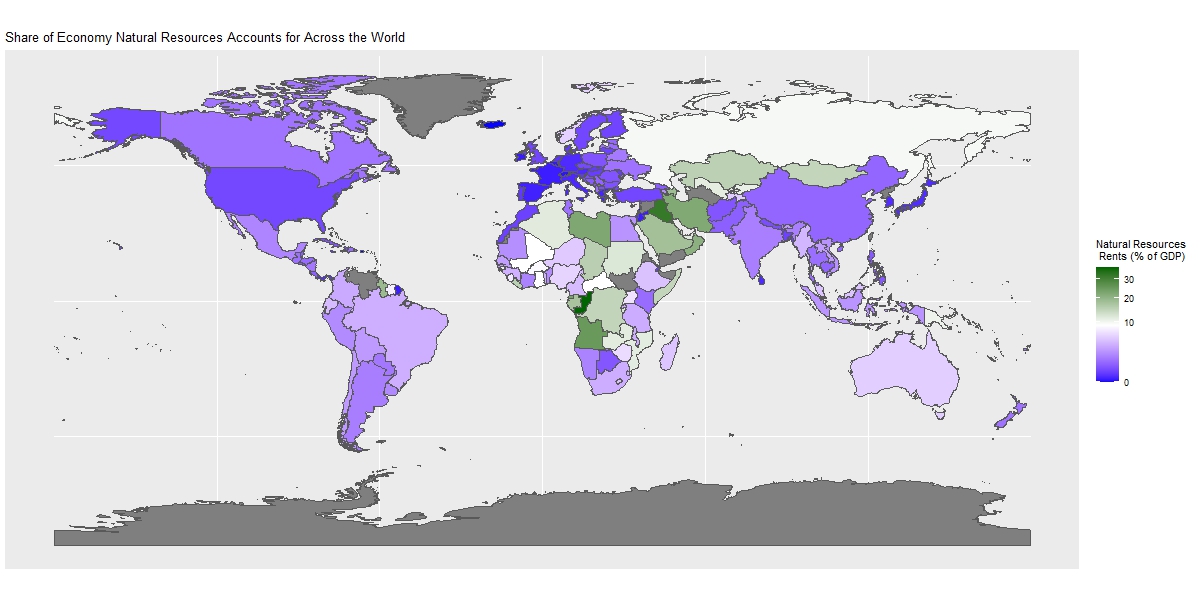 Share of Economy Natural Resources Accounts for Across the World
Natural Resources
Rents (% of GDP)
30
20
10
0